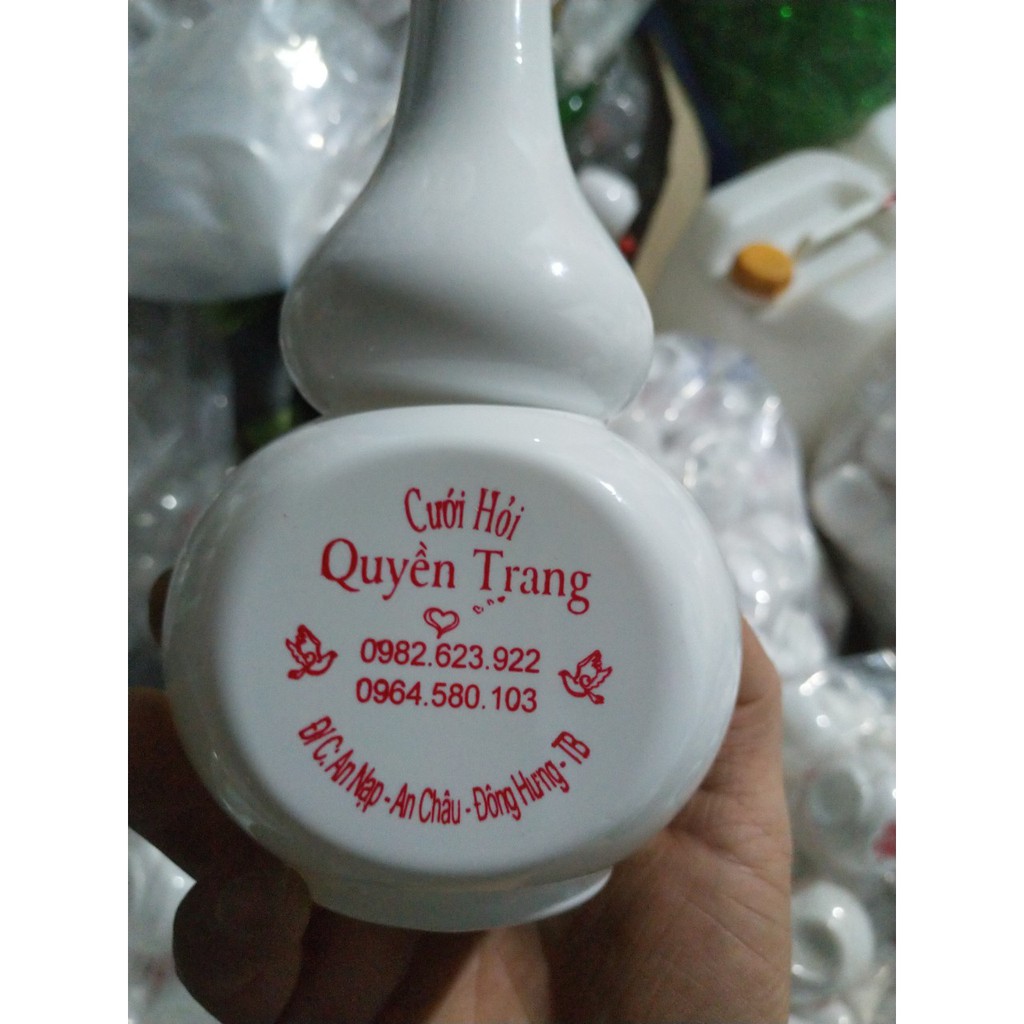 Cưới Hỏi
Quyền Trang
0982.623.922
0964.580.103
Đ/ C: An Nạp - An Châu - Đông Hưng - TB